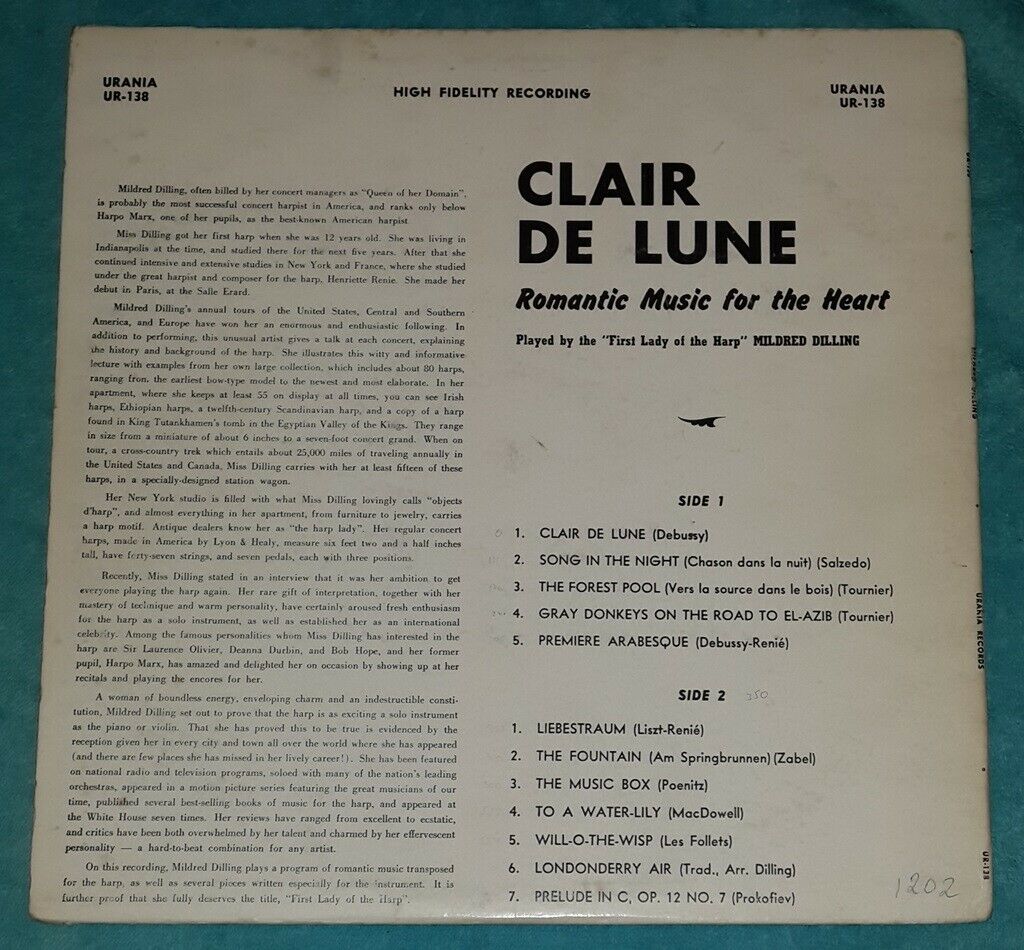 URANIA
UR-138
HIGH FIDELITY RECORDING
URANIA
UR-138
Mildred Dilling, often billed by her concert managers as "Queen of her Domain",
is probably the most successful concert harpist in America, and ranks only below
Harpo Marx, one of her pupils, as the best-known American harpist
Miss Dilling got her first harp when she was 12 years old. She was living in
Indianapolis at the time, and studied there for the next five years. After that she
continued intensive and extensive studies in New York and France, where she studied
under the great harpist and composer for the harp, Henriette Renie. She made her
debut in Paris, at the Salle Erard.
Mildred Dilling's annual tours of the United States, Central and Southern
America, and Europe have won her an enormous and enthusiastic following. In
addition to performing, this unusual artist gives a talk at each concert, explaining
the history and background of the harp. She illustrates this witty and informative
lecture with examples from her own large collection, which includes about 80 harps,
ranging from the earliest bow-type model to the newest and most elaborate. In her
apartment, where she keeps at least 55 on display at all times, you can see Irish
harps, Ethiopian harps, a twelfth-century Scandinavian harp, and a copy of a harp
found in King Tutankhamen's tomb in the Egyptian Valley of the Kings. They range
in size from a miniature of about 6 inches to a seven-foot concert grand. When on
tour, a cross-country trek which entails about 25,000 miles of traveling annually in
the United States and Canada, Miss Dilling carries with her at least fifteen of these
harps, in a specially-designed station wagon.
Her New York studio is filled with what Miss Dilling lovingly calls "objects
d'harp", and almost everything in her apartment, from furniture to jewelry, carries
a harp motif. Antique dealers know her as "the harp lady". Her regular concert
harps, made in America by Lyon & Healy, measure six feet two and a half inches
tall, have forty-seven strings, and seven pedals, each with three positions.
Recently, Miss Dilling stated in an interview that it was her ambition to get
everyone playing the harp again. Her rare gift of interpretation, together with her
mastery of technique and warm personality, have certainly aroused fresh enthusiasm
for the harp as a solo instrument, as well as established her as an international
celebrity. Among the famous personalities whom Miss Dilling has interested in the
harp are Sir Laurence Olivier, Deanna Durbin, and Bob Hope, and her former
pupil, Harpo Marx, has amazed and delighted her on occasion by showing up at her
recitals and playing the encores for her.
A woman of boundless energy, enveloping charm and an indestructible consti-
tution, Mildred Dilling set out to prove that the harp is as exciting a solo instrument
as the piano or violin. That she has proved this to be true is evidenced by the
reception given her in every city and town all over the world where she has appeared
(and there are few places she has missed in her lively career!). She has been featured
on national radio and television programs, soloed with many of the nation's leading
orchestras, appeared in a motion picture series featuring the great musicians of our
time, published several best-selling books of music for the harp, and appeared at
the White House seven times. Her reviews have ranged from excellent to ecstatic,
and critics have been both overwhelmed by her talent and charmed by her effervescent
personality — a hard-to-beat combination for any artist.
On this recording, Mildred Dilling plays a program of romantic music transposed
for the harp, as well as several pieces written especially for the instrument. It is
further proof that she fully deserves the title, "First Lady of the Harp".
CLAIR
DE LUNE
Romantic Music for the Heart
Played by the "First Lady of the Harp" MILDRED DILLING
SIDE 1
1. CLAIR DE LUNE (Debussy)
2. SONG IN THE NIGHT (Chason dans la nuit) (Salzedo)
3. THE FOREST POOL (Vers la source dans le bois) (Tournier)
4. GRAY DONKEYS ON THE ROAD TO EL-AZIB (Tournier)
5. PREMIERE ARABESQUE (Debussy-Renié)
SIDE 2
350
1. LIEBESTRAUM (Liszt-Renié)
2. THE FOUNTAIN (Am Springbrunnen) (Zabel)
3. THE MUSIC BOX (Poenitz)
4. TO A WATER-LILY (MacDowell)
5. WILL-O-THE-WISP (Les Follets)
6. LONDONDERRY AIR (Trad., Arr. Dilling)
7. PRELUDE IN C, OP. 12 NO. 7 (Prokofiev)
1202
MILDRED DILLING
URANIA RECORDS
UR-138